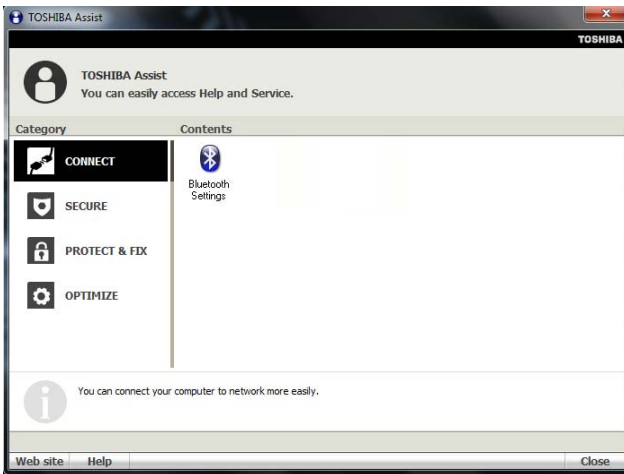 TOSHIBA Assist
TOSHIBA
TOSHIBA Assist
You can easily access Help and Service.
Category
Contents
CONNECT
SECURE
PROTECT & FIX
OPTIMIZE
Bluetooth
Settings
You can connect your computer to network more easily.
Web site
Help
Close